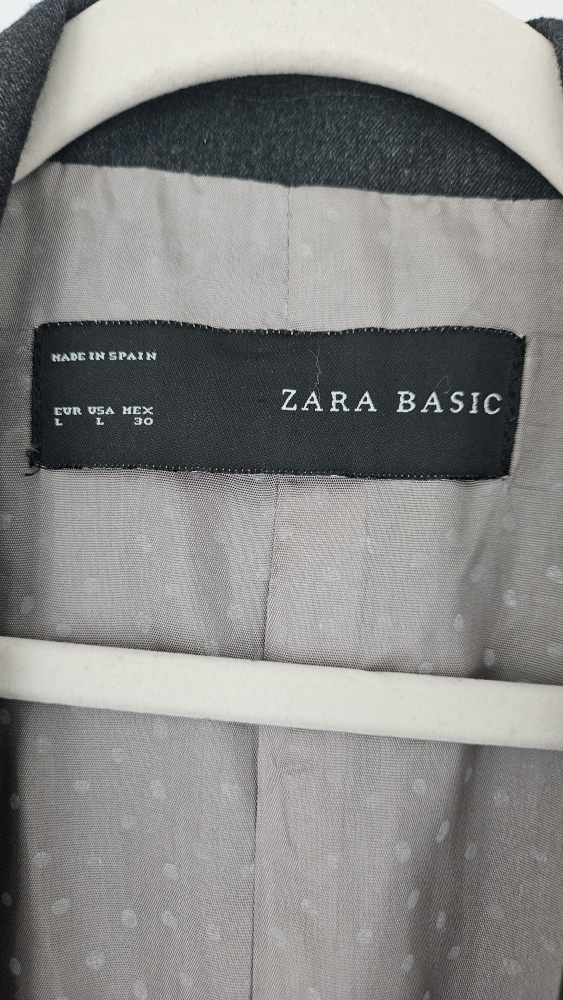 MADE IN SPAIN
ZARA BASIC
EUR USA MEX
L L 30